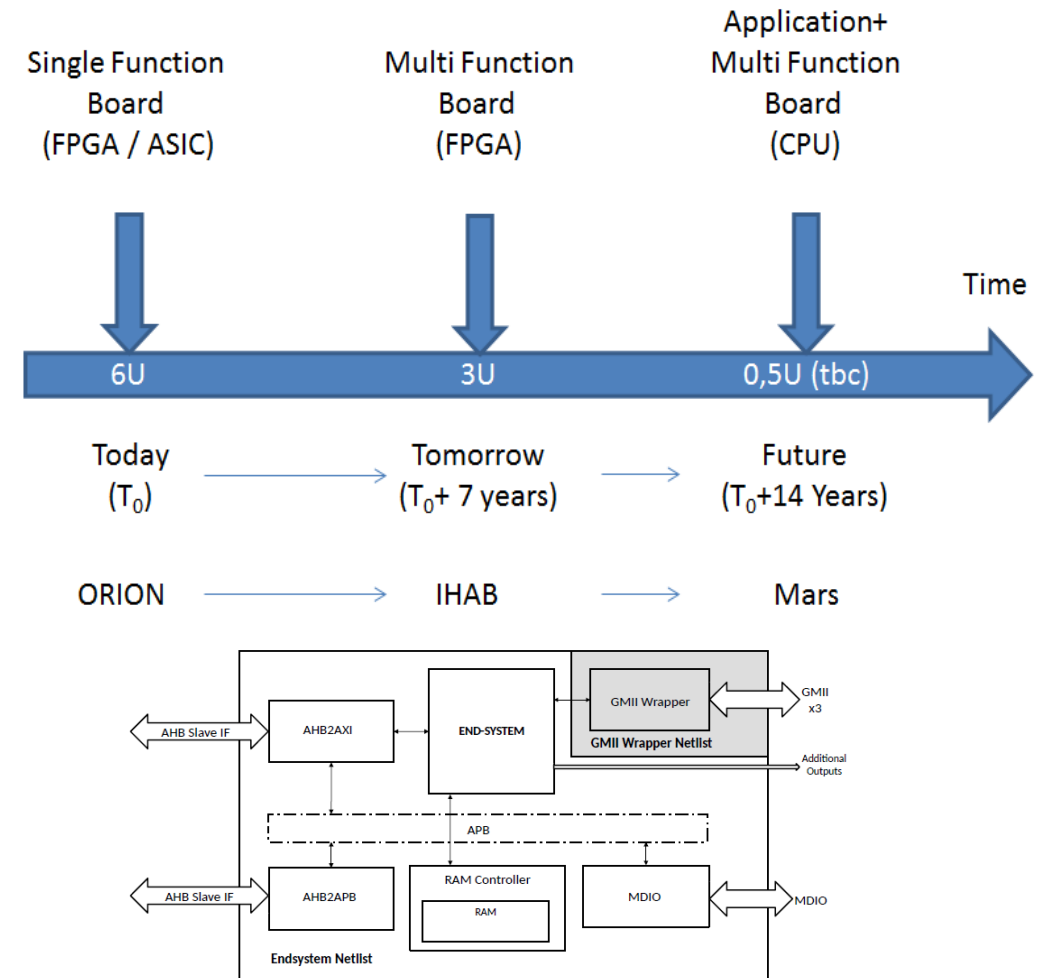 Single Function
Board
(FPGA / ASIC)
Multi Function
Board
(FPGA)
Application+
Multi Function
Board
(CPU)
Time
6U
3U
0,5U (tbc)
Today
(T₀)
Tomorrow
(T₀+ 7 years)
Future
(T₀+14 Years)
ORION
IHAB
Mars
AHB Slave IF
AHB2AXI
END-SYSTEM
GMII Wrapper
GMII Wrapper Netlist
GMII
x3
Additional
Outputs
APB
AHB Slave IF
AHB2APB
RAM Controller
RAM
MDIO
MDIO
Endsystem Netlist